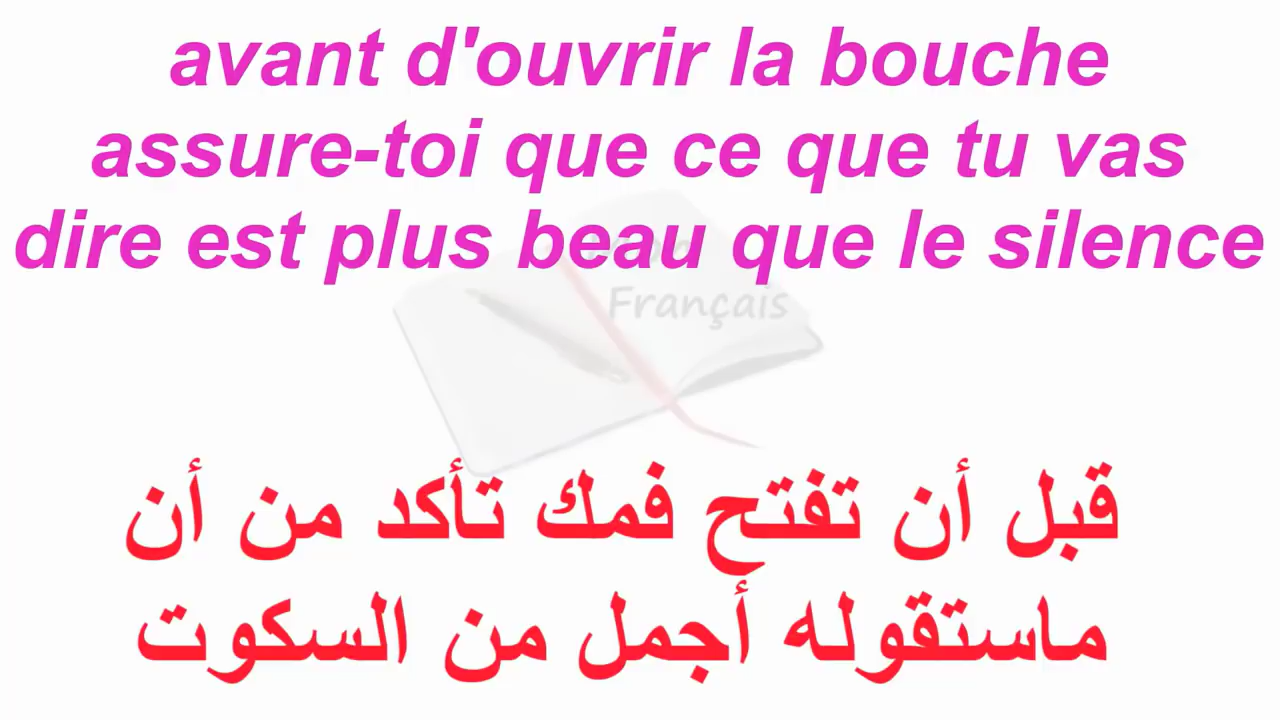 avant d'ouvrir la bouche
assure-toi que ce que tu vas
dire est plus beau que le silence
Français
قبل أن تفتح فمك تأكد من أن
ماستقوله أجمل من السكوت